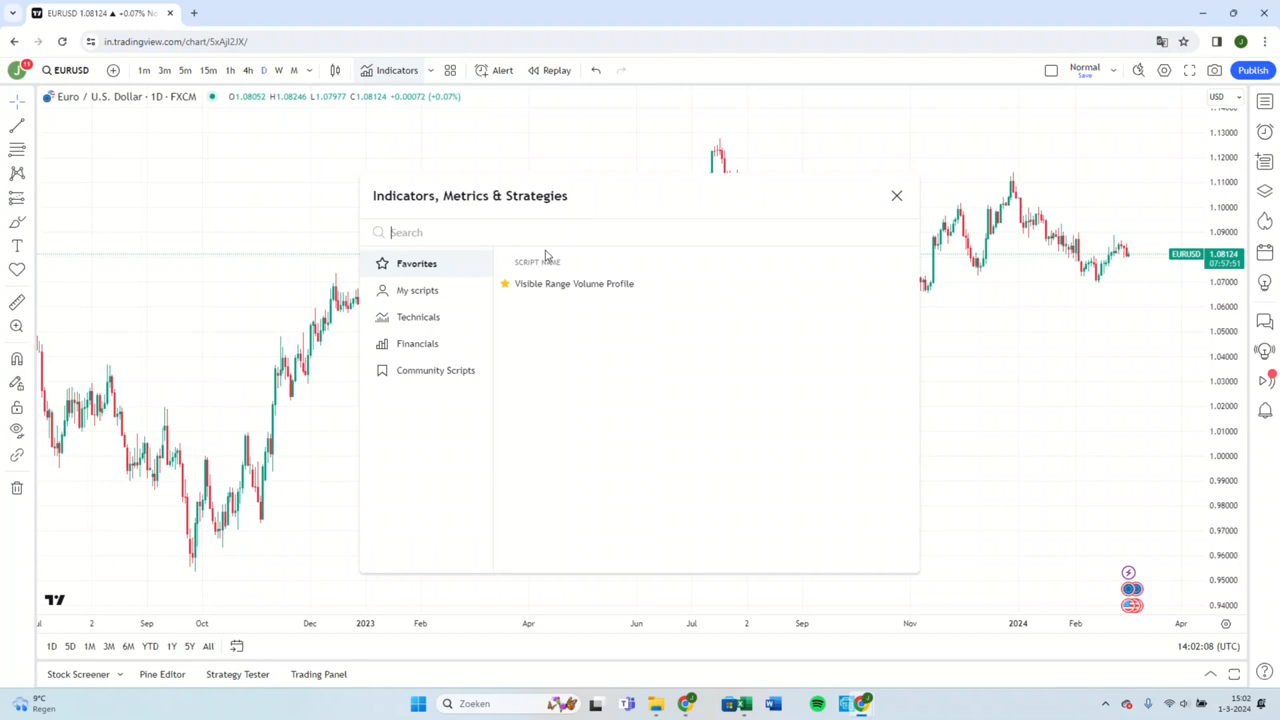 EURUSD 1.08124 ▲ +0.07% No
in.tradingview.com/chart/5xAjI2JX/
11
EURUSD
1m 3m 5m 15m 1h 4h D W M
Indicators
Alert
Replay
Normal
Save
Publish
Euro / U.S. Dollar · 1D · FXCM
O1.08052 H1.08246 L1.07977 C1.08124 +0.00072 (+0.07%)
USD
1.14000
1.13000
1.12000
1.11000
1.10000
1.09000
EURUSD 1.08124
07:57:51
1.07000
1.06000
1.05000
1.04000
1.03000
1.02000
1.01000
1.00000
0.99000
0.98000
0.97000
0.96000
0.95000
0.94000
Indicators, Metrics & Strategies
Search
Favorites
My scripts
Technicals
Financials
Community Scripts
SCRIPT NAME
Visible Range Volume Profile
2 Sep Oct Dec 2023 Feb Apr Jun Jul 2 Sep Nov 2024 Feb Apr
1D 5D 1M 3M 6M YTD 1Y 5Y All
14:02:08 (UTC)
Stock Screener
Pine Editor
Strategy Tester
Trading Panel
9°C
Regen
Zoeken
15:02
1-3-2024